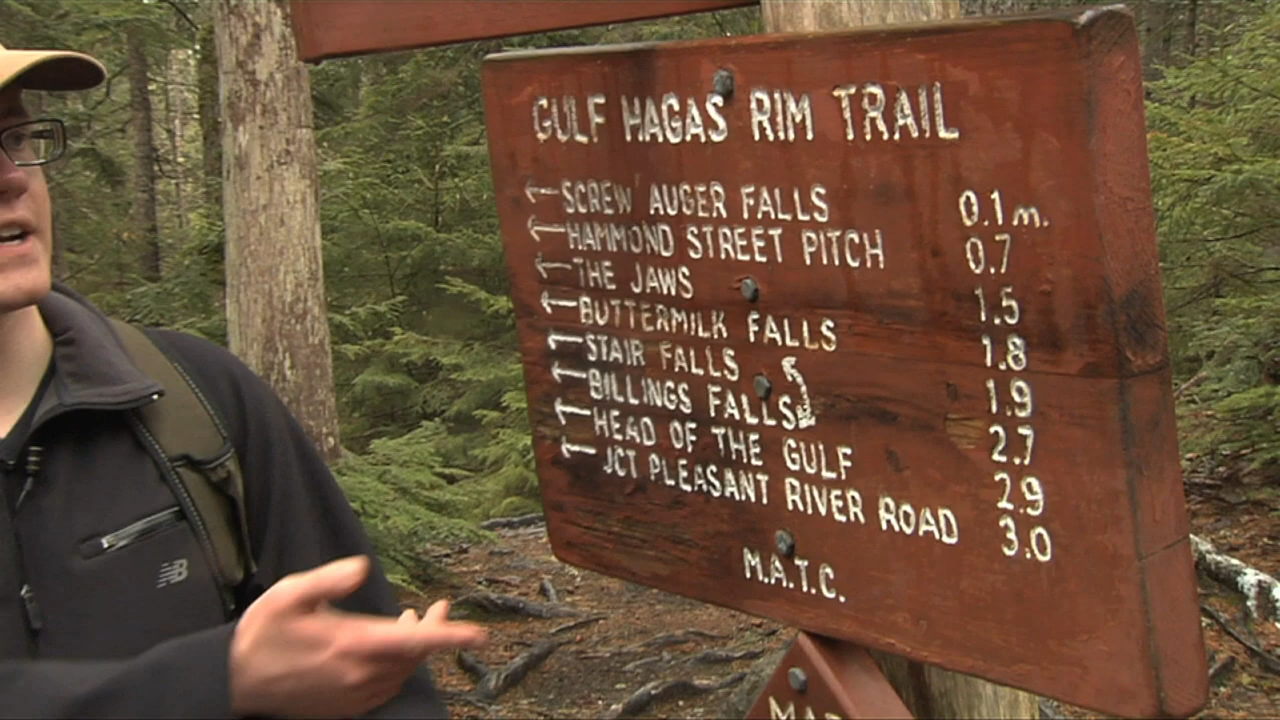 GULF HAGAS RIM TRAIL
←SCREW AUGER FALLS 0.1 m.
←HAMMOND STREET PITCH 0.7
←THE JAWS 1.5
←BUTTERMILK FALLS 1.8
←STAIR FALLS 1.9
←BILLINGS FALLS 2.7
←HEAD OF THE GULF 2.9
←JCT PLEASANT RIVER ROAD 3.0
M.A.T.C.
NB